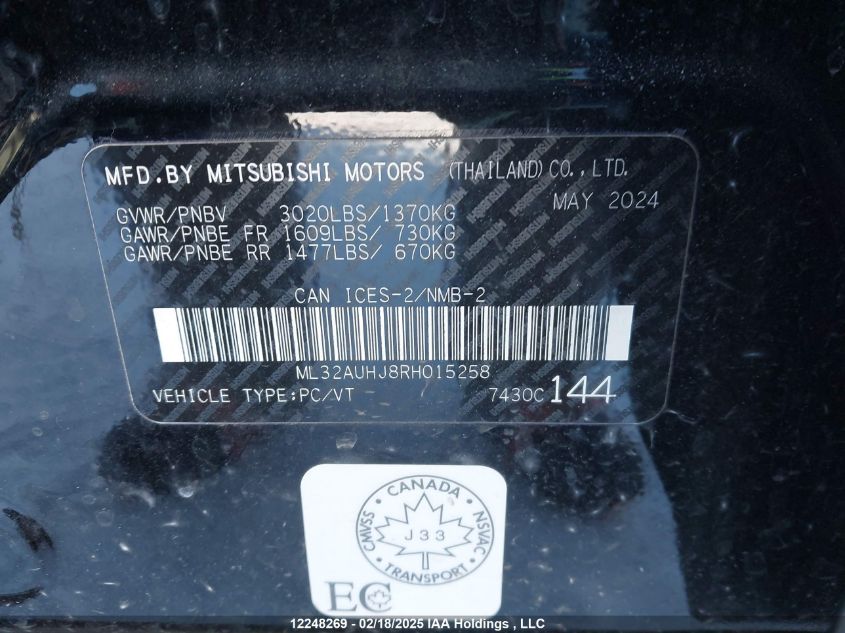 MFD.BY MITSUBISHI MOTORS (THAILAND)CO.,LTD.
MAY 2024
GVWR/PNBV 3020LBS/1370KG
GAWR/PNBE FR 1609LBS/ 730KG
GAWR/PNBE RR 1477LBS/ 670KG
CAN ICES-2/NMB-2
ML32AUHJ8RH015258
VEHICLE TYPE:PC/VT 7430C 144
CANADA
CMVSS
NSVAC
J33
TRANSPORT
EC
12248269 - 02/18/2025 IAA Holdings , LLC